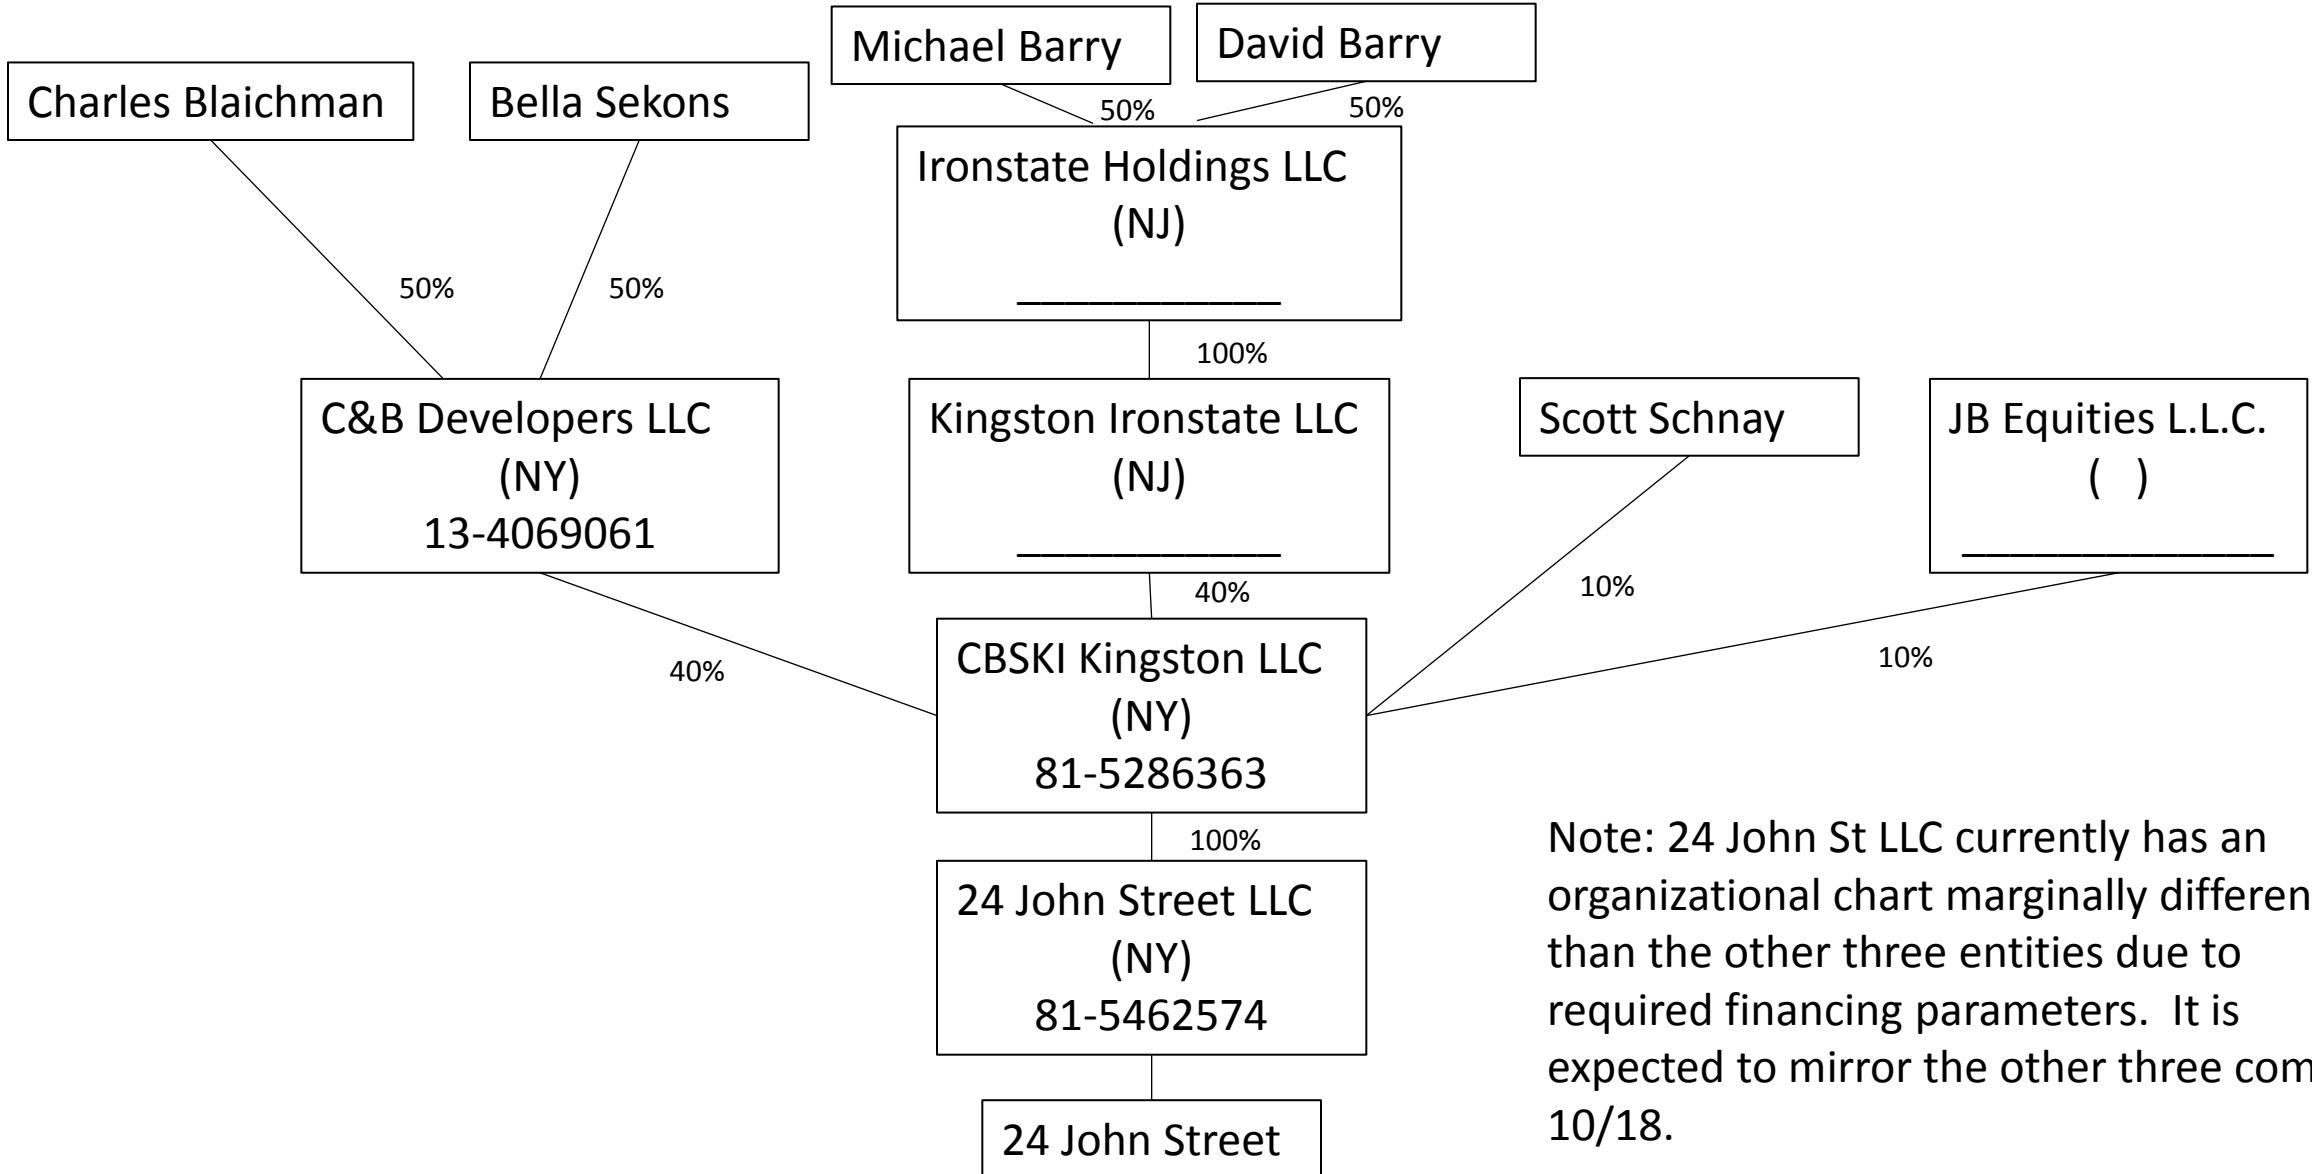 Michael Barry
David Barry
Charles Blaichman
Bella Sekons
50%
50%
Ironstate Holdings LLC
(NJ)
___________
50%
50%
100%
C&B Developers LLC
(NY)
13-4069061
Kingston Ironstate LLC
(NJ)
___________
Scott Schnay
JB Equities L.L.C.
( )
_____________
40%
10%
40%
10%
CBSKI Kingston LLC
(NY)
81-5286363
100%
24 John Street LLC
(NY)
81-5462574
24 John Street
Note: 24 John St LLC currently has an
organizational chart marginally differen
than the other three entities due to
required financing parameters. It is
expected to mirror the other three com
10/18.